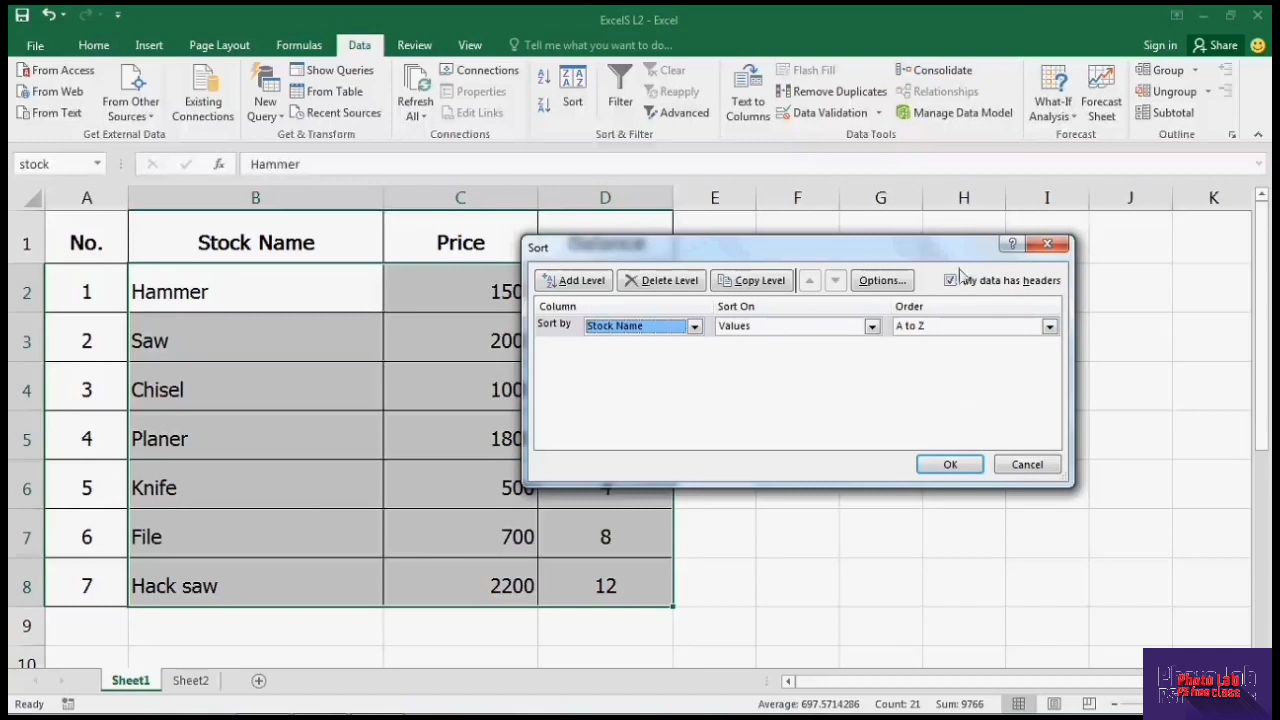 ExcelS L2 - Excel
File Home Insert Page Layout Formulas Data Review View Tell me what you want to do... Sign in Share
From Access
From Web
From Text
From Other Sources
Existing Connections
Get External Data
New Query
Show Queries
From Table
Recent Sources
Get & Transform
Refresh All
Connections
Properties
Edit Links
Connections
Sort
Filter
Clear
Reapply
Advanced
Sort & Filter
Text to Columns
Flash Fill
Remove Duplicates
Data Validation
Consolidate
Relationships
Manage Data Model
Data Tools
What-If Analysis
Forecast Sheet
Forecast
Group
Ungroup
Subtotal
Outline
stock fx Hammer
A B C D E F G H I J K
1 No. Stock Name Price
2 1 Hammer
3 2 Saw
4 3 Chisel
5 4 Planer
6 5 Knife 500
7 6 File 700 8
8 7 Hack saw 2200 12
9
10
Sort
Add Level Delete Level Copy Level Options... My data has headers
Column Sort On Order
Sort by Stock Name Values A to Z
OK Cancel
Sheet1 Sheet2
Ready Average: 697.5714286 Count: 21 Sum: 9766
Photo Lab
PS free class